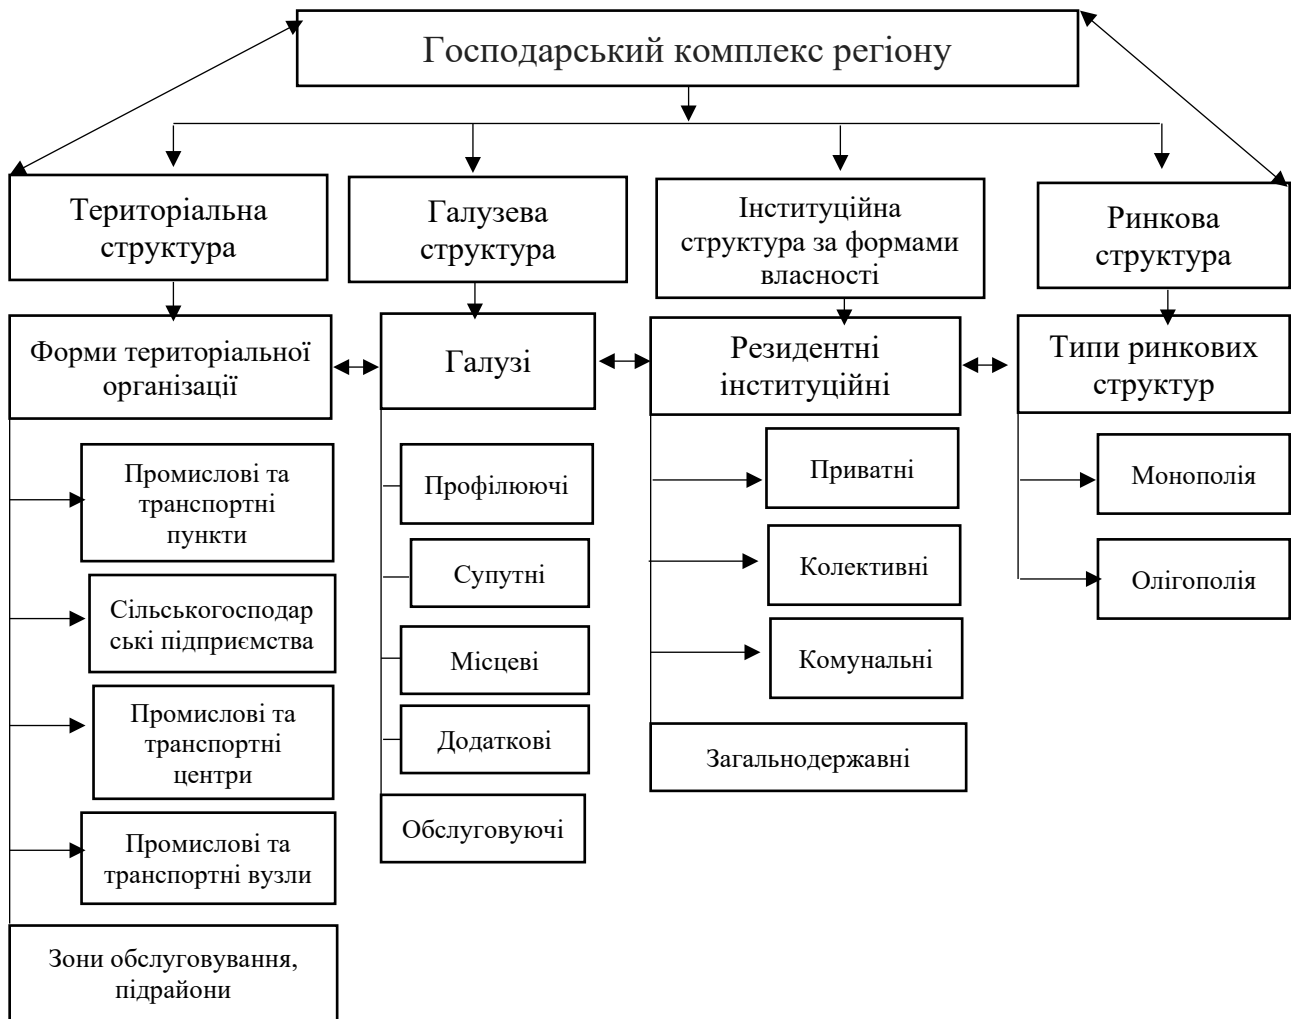 Господарський комплекс регіону
Територіальна
структура
Галузева
структура
Інституційна
структура за формами
власності
Ринкова
структура
Форми територіальної
організації
Галузі
Резидентні
інституційні
Типи ринкових
структур
Промислові та
транспортні
пункти
Сільськогосподар
ські підприємства
Промислові та
транспортні
центри
Промислові та
транспортні вузли
Зони обслуговування,
підрайони
Профілюючі
Супутні
Місцеві
Додаткові
Обслуговуючі
Приватні
Колективні
Комунальні
Загальнодержавні
Монополія
Олігополія